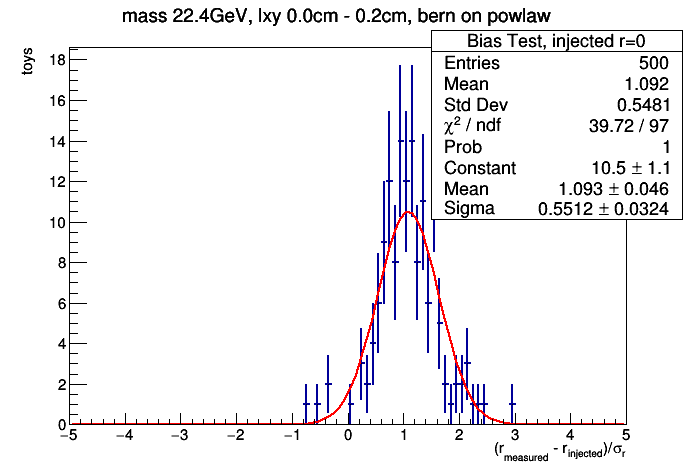 mass 22.4GeV, lxy 0.0cm - 0.2cm, bern on powlaw
Bias Test, injected r=0
Entries 500
Mean 1.092
Std Dev 0.5481
χ² / ndf 39.72 / 97
Prob 1
Constant 10.5 ± 1.1
Mean 1.093 ± 0.046
Sigma 0.5512 ± 0.0324
toys
18
16
14
12
10
8
6
4
2
0
−5 −4 −3 −2 −1 0 1 2 3 4 5
(r_measured - r_injected)/σ_r